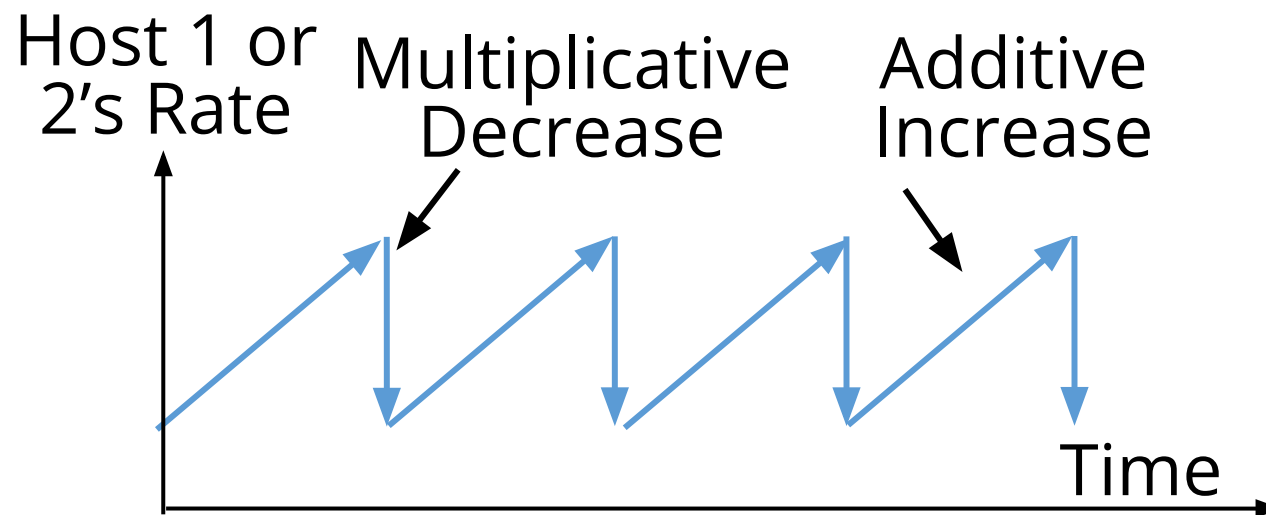 Host 1 or
2’s Rate
Multiplicative
Decrease
Additive
Increase
Time